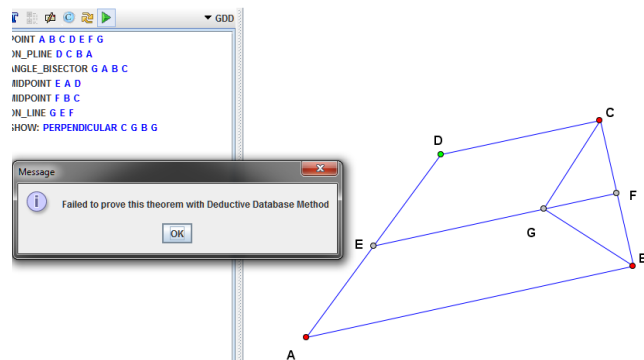 GDD
POINT A B C D E F G
ON_PLINE D C B A
ANGLE_BISECTOR G A B C
MIDPOINT E A D
MIDPOINT F B C
ON_LINE G E F
SHOW: PERPENDICULAR C G B G
Message
Failed to prove this theorem with Deductive Database Method
OK
C
D
F
E
G
B
A